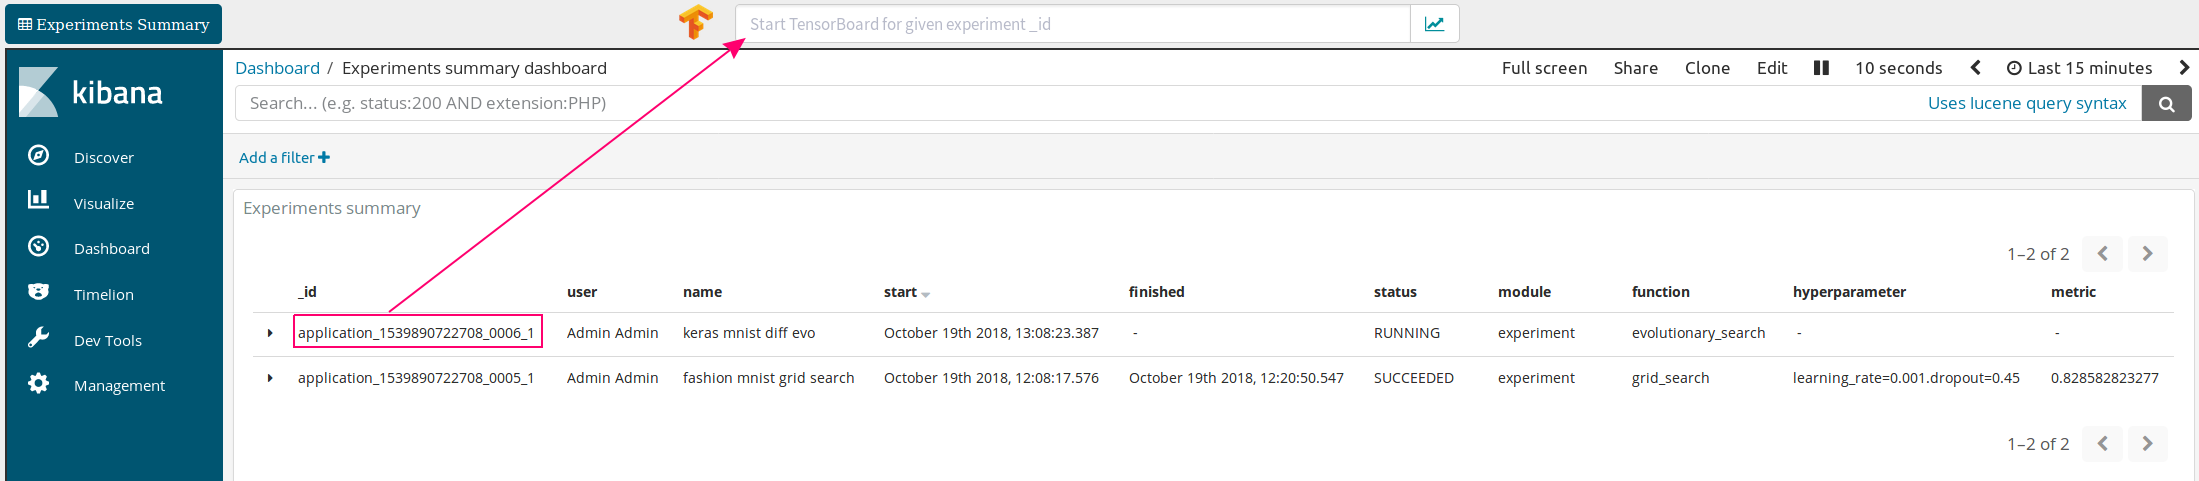 Experiments Summary
Start TensorBoard for given experiment _id
kibana
Discover
Visualize
Dashboard
Timelion
Dev Tools
Management
Dashboard / Experiments summary dashboard
Full screen Share Clone Edit 10 seconds Last 15 minutes
Search... (e.g. status:200 AND extension:PHP) Uses lucene query syntax
Add a filter
Experiments summary
1–2 of 2
_id user name start finished status module function hyperparameter metric
application_1539890722708_0006_1 Admin Admin keras mnist diff evo October 19th 2018, 13:08:23.387 - RUNNING experiment evolutionary_search - -
application_1539890722708_0005_1 Admin Admin fashion mnist grid search October 19th 2018, 12:08:17.576 October 19th 2018, 12:20:50.547 SUCCEEDED experiment grid_search learning_rate=0.001.dropout=0.45 0.828582823277
1–2 of 2